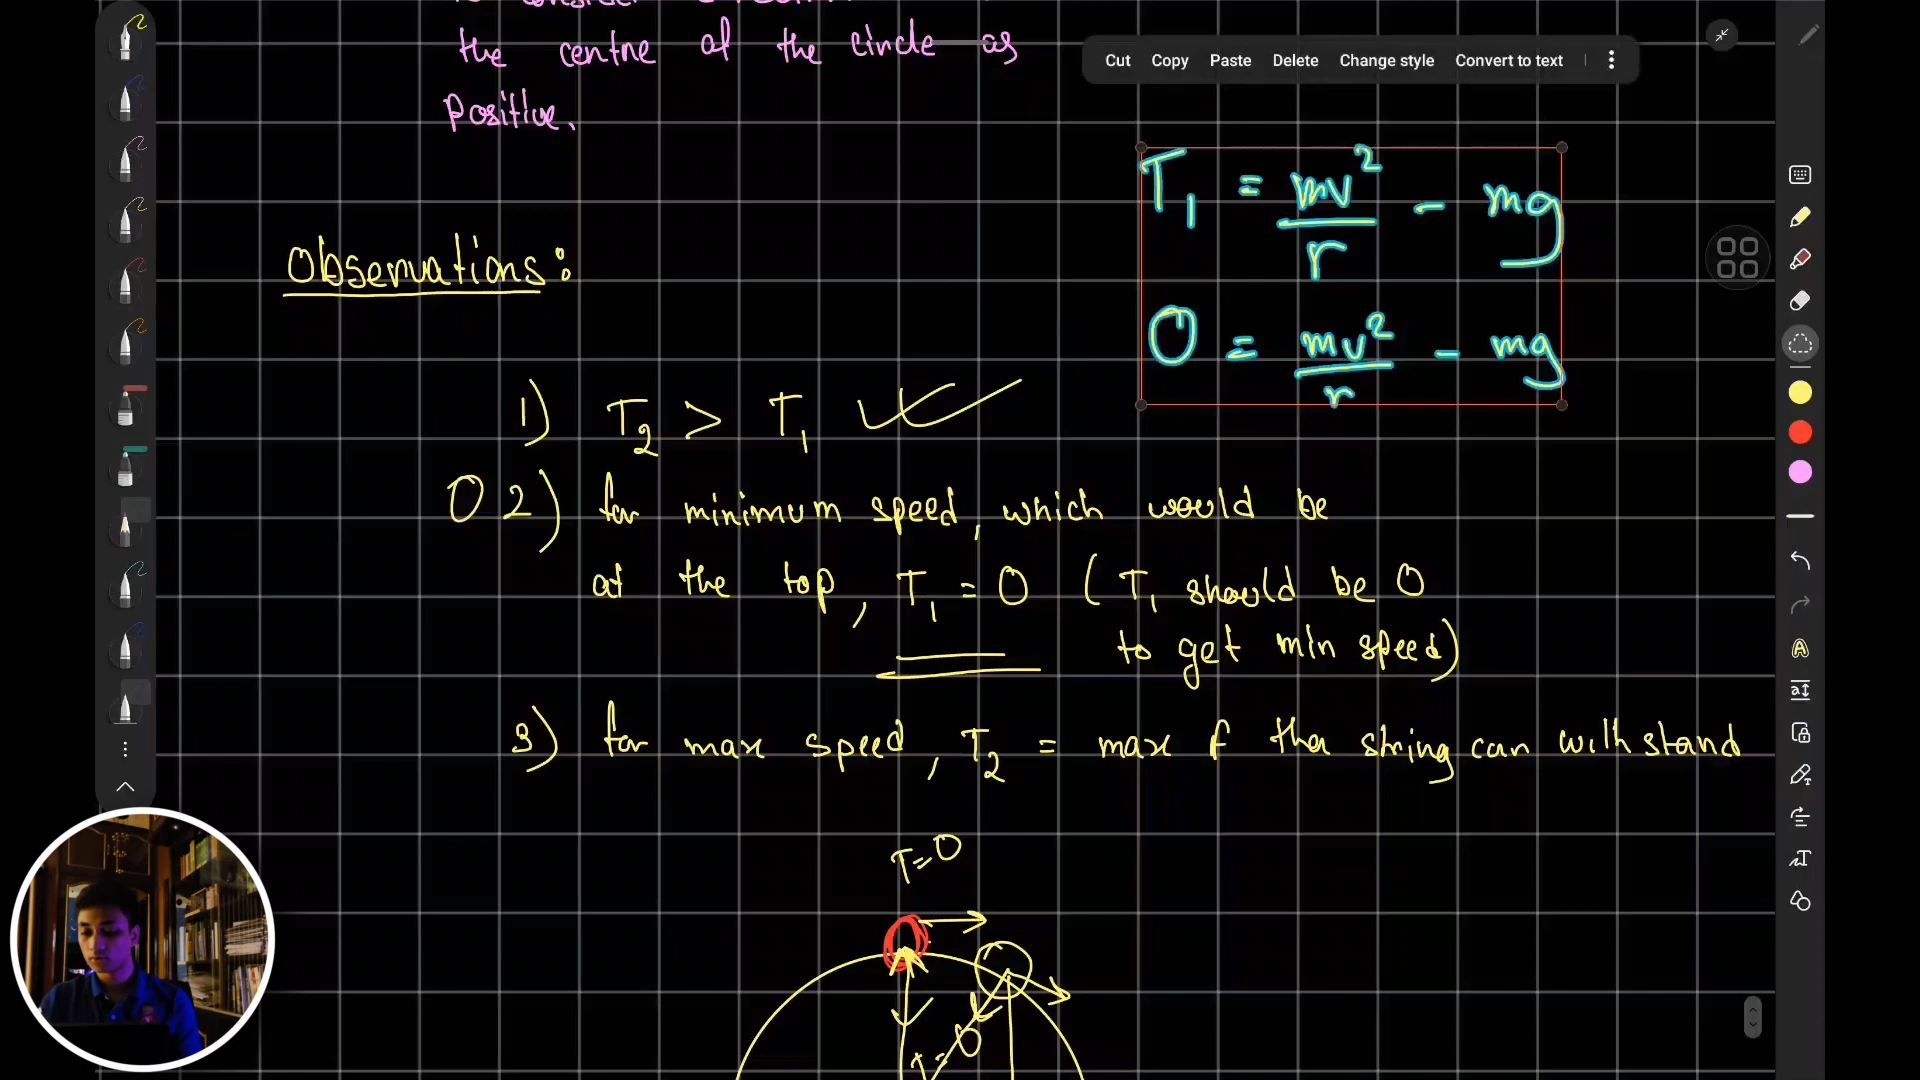 the centre of the circle as
positive.
Cut Copy Paste Delete Change style Convert to text
T₁ = mv²/r - mg
0 = mv²/r - mg
Observations:
1) T₂ > T₁
0 2) for minimum speed, which would be
at the top, T₁ = 0 (T₁ should be 0
to get min speed)
3) for max speed, T₂ = max f the string can withstand
T=0
T=0